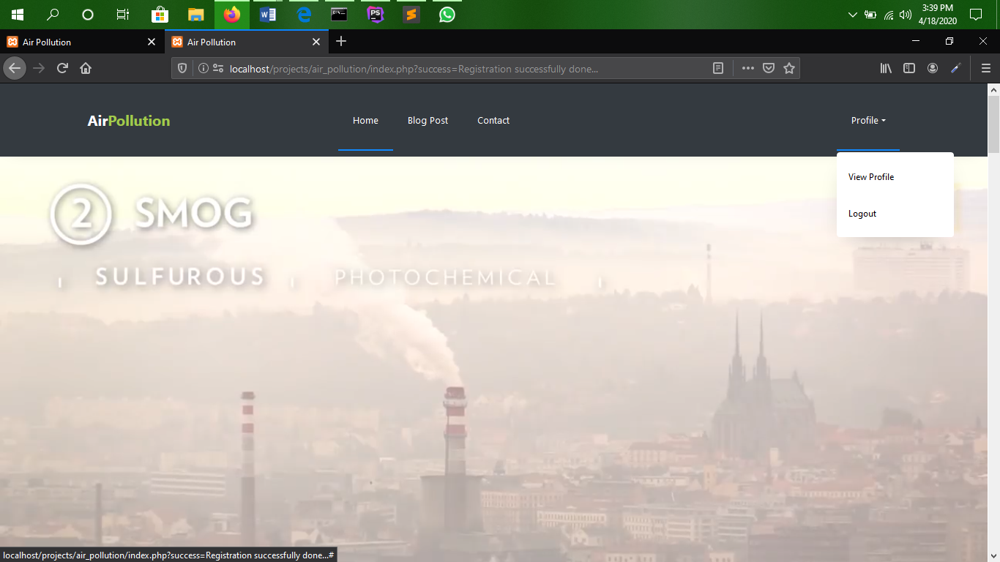 3:39 PM
4/18/2020
Air Pollution
Air Pollution
localhost/projects/air_pollution/index.php?success=Registration successfully done...
AirPollution
Home
Blog Post
Contact
Profile
View Profile
Logout
2 SMOG
SULFUROUS | PHOTOCHEMICAL |
localhost/projects/air_pollution/index.php?success=Registration successfully done...#